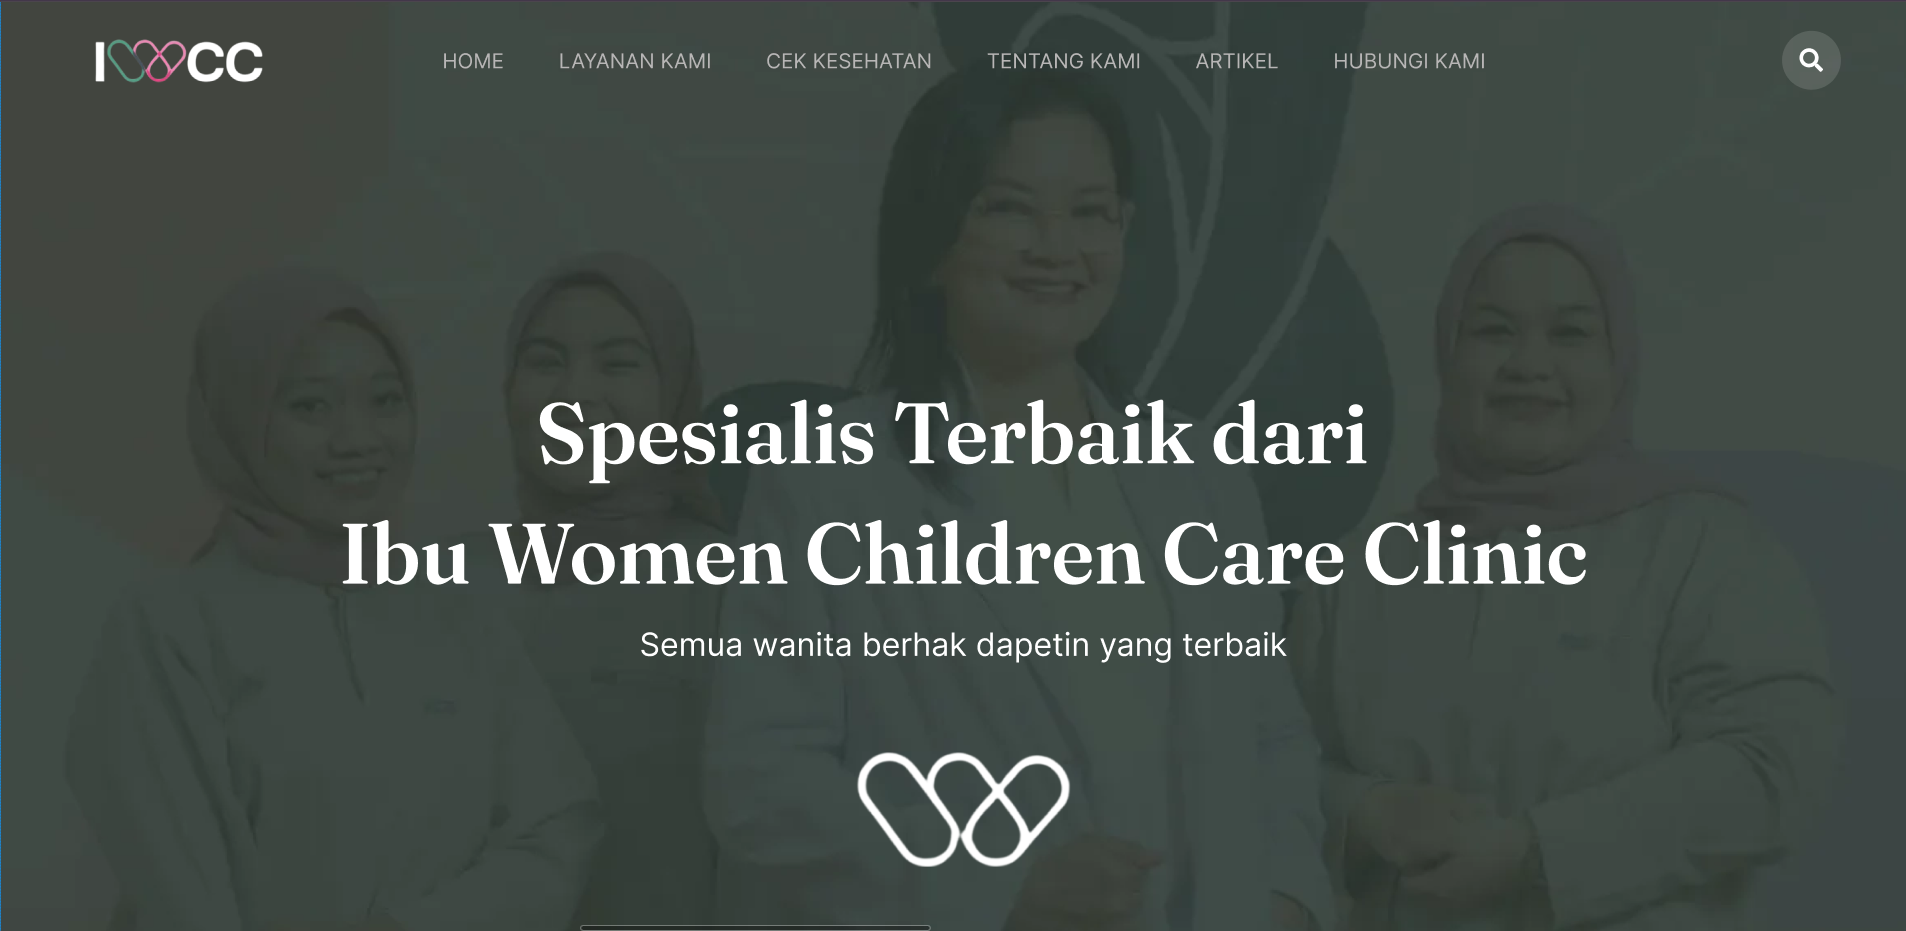 IWCC
HOME
LAYANAN KAMI
CEK KESEHATAN
TENTANG KAMI
ARTIKEL
HUBUNGI KAMI
Spesialis Terbaik dari
Ibu Women Children Care Clinic
Semua wanita berhak dapetin yang terbaik